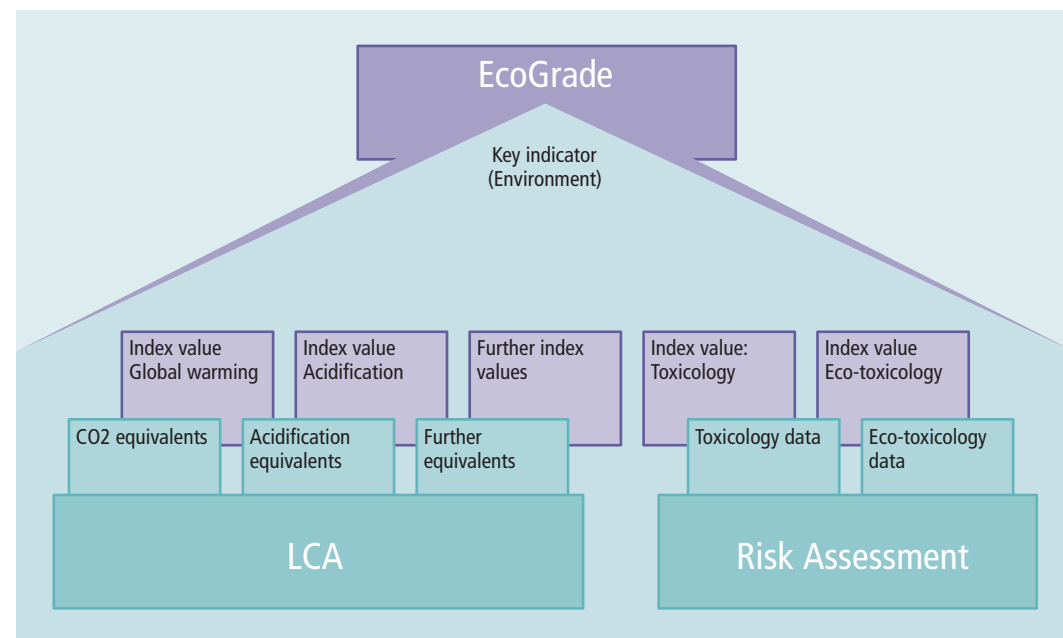 EcoGrade
Key indicator
(Environment)
Index value
Global warming
Index value
Acidification
Further index
values
Index value:
Toxicology
Index value
Eco-toxicology
CO2 equivalents
Acidification
equivalents
Further
equivalents
Toxicology data
Eco-toxicology
data
LCA
Risk Assessment